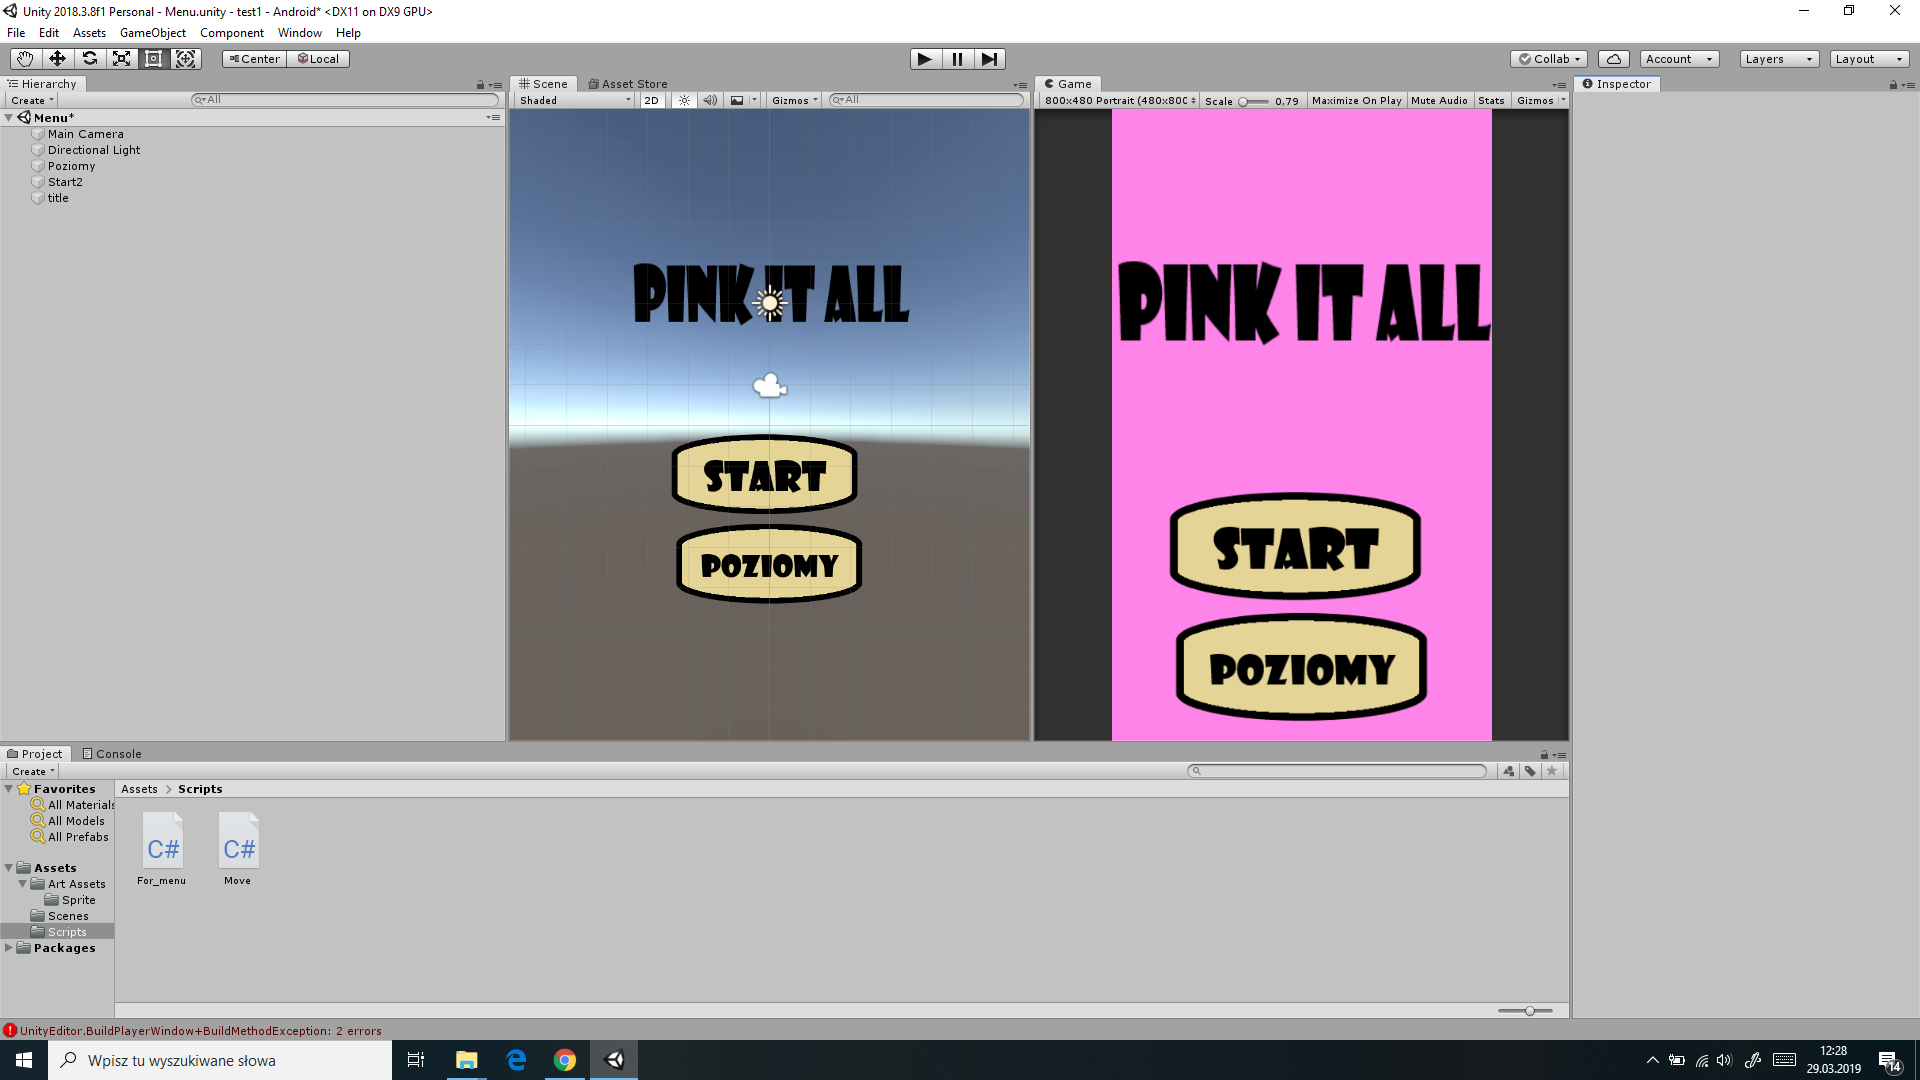 Unity 2018.3.8f1 Personal - Menu.unity - test1 - Android* <DX11 on DX9 GPU>
File Edit Assets GameObject Component Window Help
Center Local
Collab Account Layers Layout
Hierarchy
Create All
Menu*
Main Camera
Directional Light
Poziomy
Start2
title
Scene Asset Store
Shaded 2D Gizmos All
PINK IT ALL
START
POZIOMY
Game
800x480 Portrait (480x800 Scale 0,79 Maximize On Play Mute Audio Stats Gizmos
PINK IT ALL
START
POZIOMY
Inspector
Project Console
Create
Favorites
All Materials
All Models
All Prefabs
Assets
Art Assets
Sprite
Scenes
Scripts
Packages
Assets > Scripts
C# C#
For_menu Move
UnityEditor.BuildPlayerWindow+BuildMethodException: 2 errors
Wpisz tu wyszukiwane słowa
12:28
29.03.2019
14